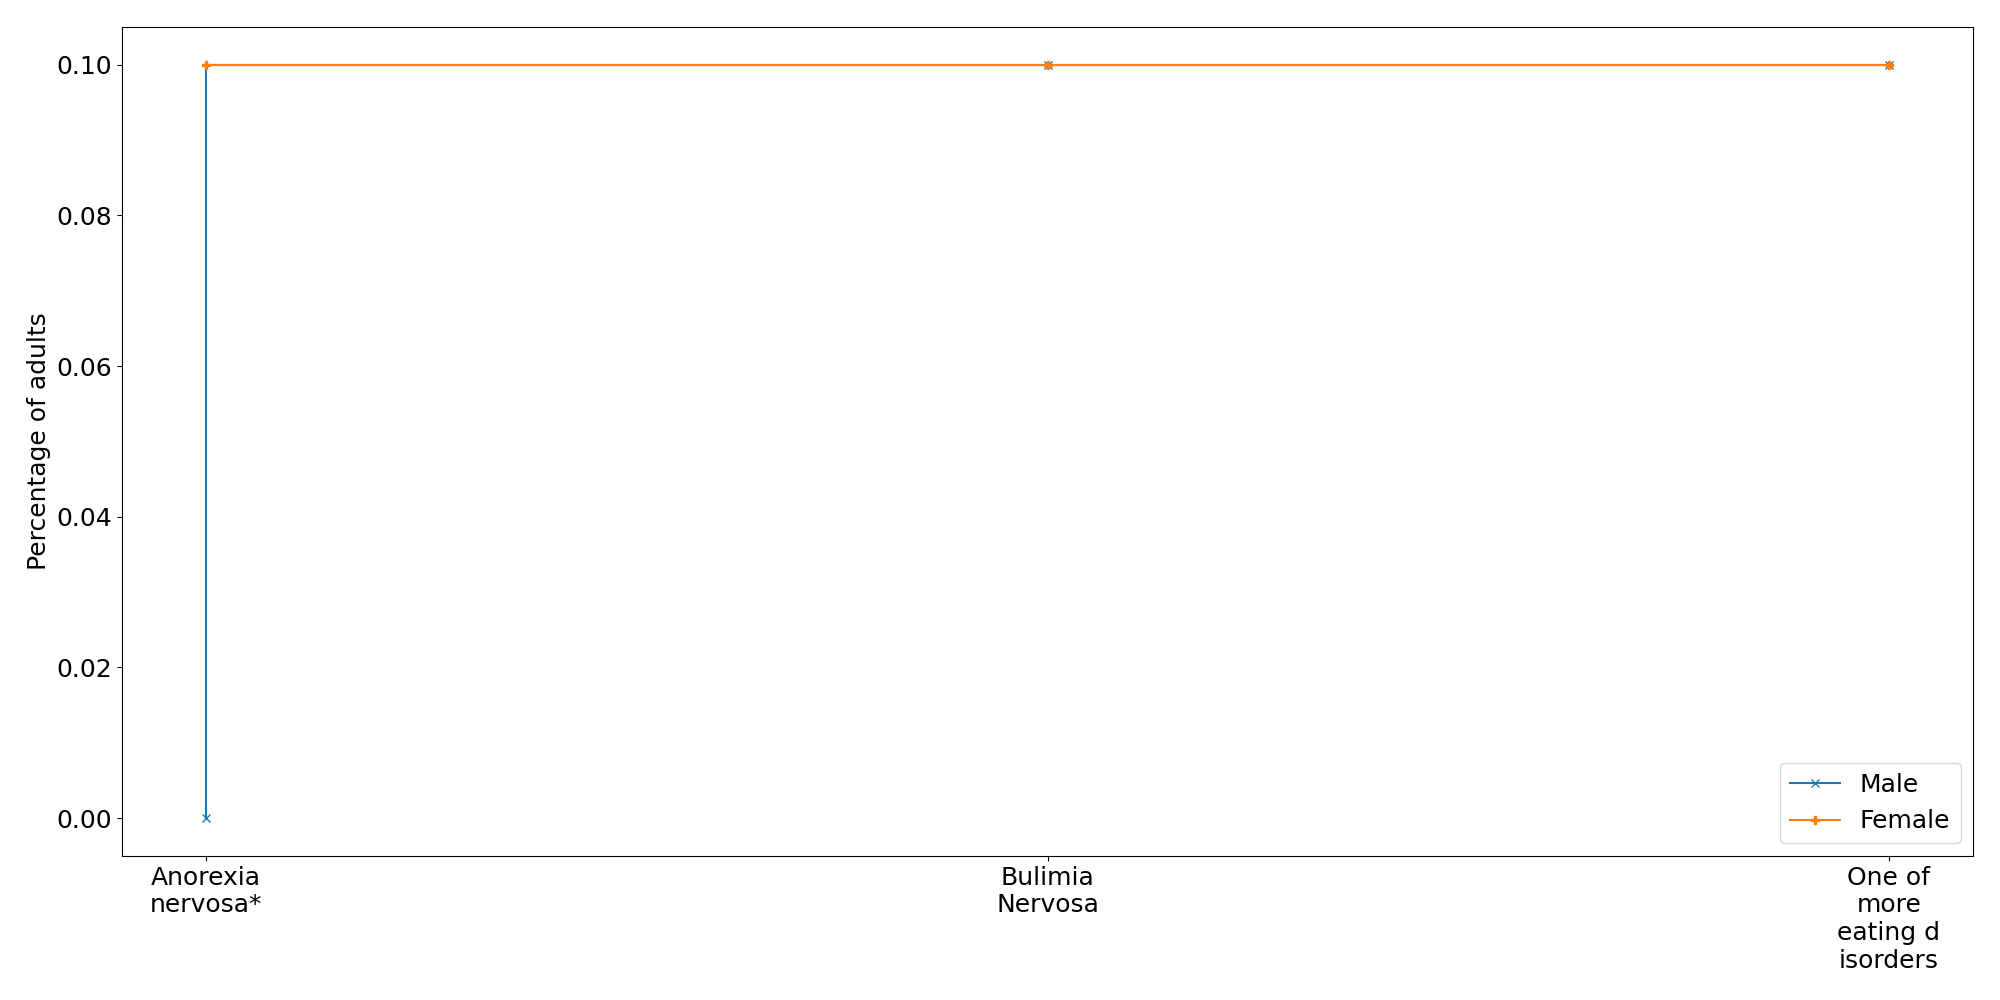 0.10
0.08
0.06
0.04
0.02
0.00
Percentage of adults
Anorexia
nervosa*
Bulimia
Nervosa
One of
more
eating d
isorders
Male
Female